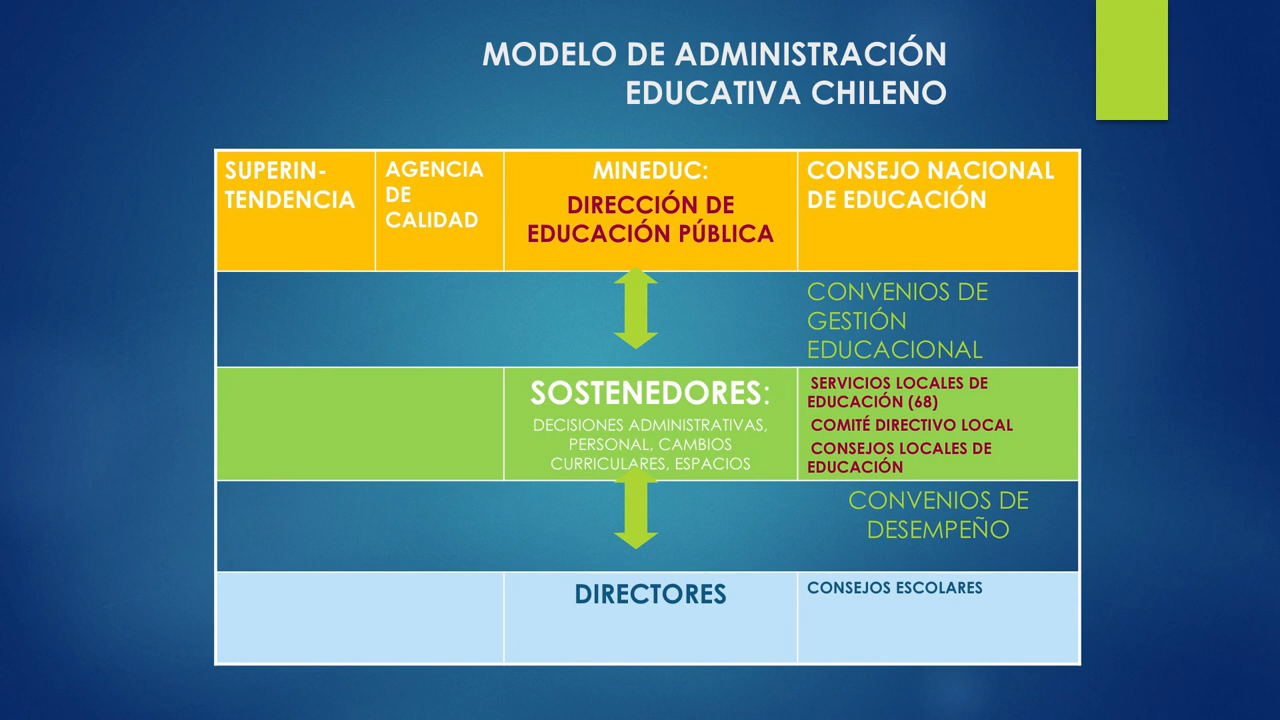 MODELO DE ADMINISTRACIÓN
EDUCATIVA CHILENO
SUPERIN-
TENDENCIA
AGENCIA
DE
CALIDAD
MINEDUC:
DIRECCIÓN DE
EDUCACIÓN PÚBLICA
CONSEJO NACIONAL
DE EDUCACIÓN
CONVENIOS DE
GESTIÓN
EDUCACIONAL
SOSTENEDORES:
DECISIONES ADMINISTRATIVAS,
PERSONAL, CAMBIOS
CURRICULARES, ESPACIOS
SERVICIOS LOCALES DE
EDUCACIÓN (68)
COMITÉ DIRECTIVO LOCAL
CONSEJOS LOCALES DE
EDUCACIÓN
CONVENIOS DE
DESEMPEÑO
DIRECTORES
CONSEJOS ESCOLARES